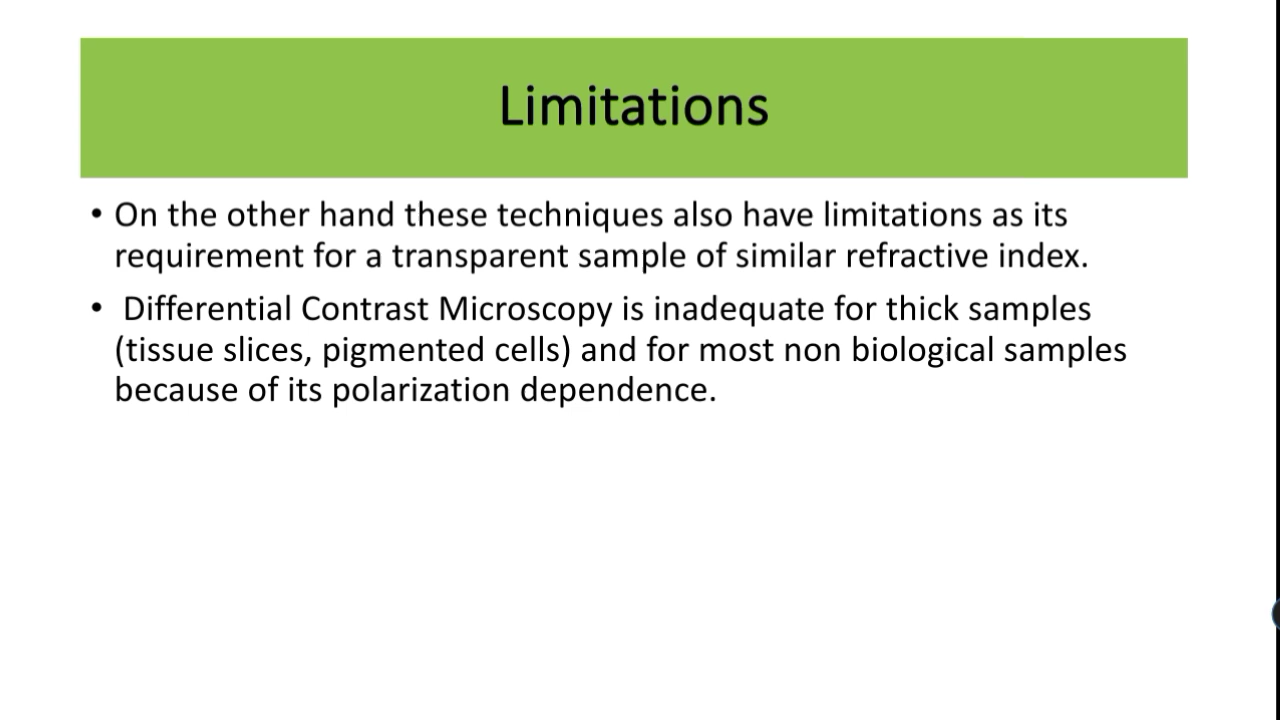 Limitations
• On the other hand these techniques also have limitations as its
requirement for a transparent sample of similar refractive index.
• Differential Contrast Microscopy is inadequate for thick samples
(tissue slices, pigmented cells) and for most non biological samples
because of its polarization dependence.